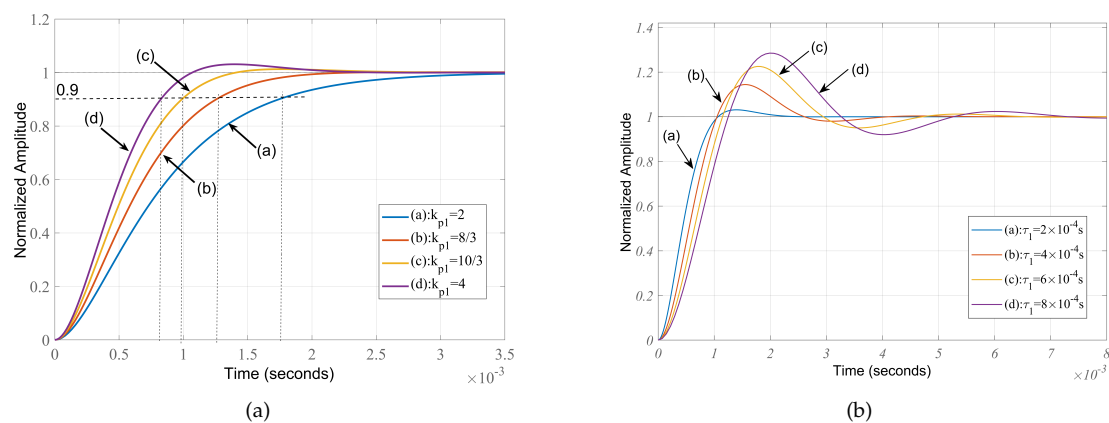 1.2
1
0.9
0.8
0.6
0.4
0.2
0
Normalized Amplitude
(c)
(d)
(a)
(b)
(a):k_p1=2
(b):k_p1=8/3
(c):k_p1=10/3
(d):k_p1=4
0 0.5 1 1.5 2 2.5 3 3.5
Time (seconds)
×10⁻³
(a)
1.4
1.2
1
0.8
0.6
0.4
0.2
0
Normalized Amplitude
(c)
(b)
(d)
(a)
(a):τ₁=2×10⁻⁴s
(b):τ₁=4×10⁻⁴s
(c):τ₁=6×10⁻⁴s
(d):τ₁=8×10⁻⁴s
0 1 2 3 4 5 6 7 8
Time (seconds)
×10⁻³
(b)